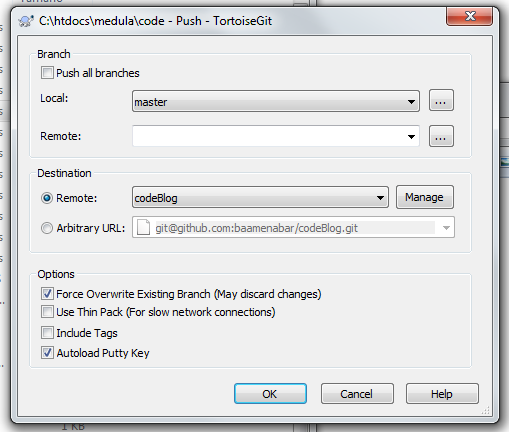 C:\htdocs\medula\code - Push - TortoiseGit
Branch
Push all branches
Local:
master
...
Remote:
...
Destination
Remote:
codeBlog
Manage
Arbitrary URL:
git@github.com:baamenabar/codeBlog.git
Options
Force Overwrite Existing Branch (May discard changes)
Use Thin Pack (For slow network connections)
Include Tags
Autoload Putty Key
OK
Cancel
Help
1 KB